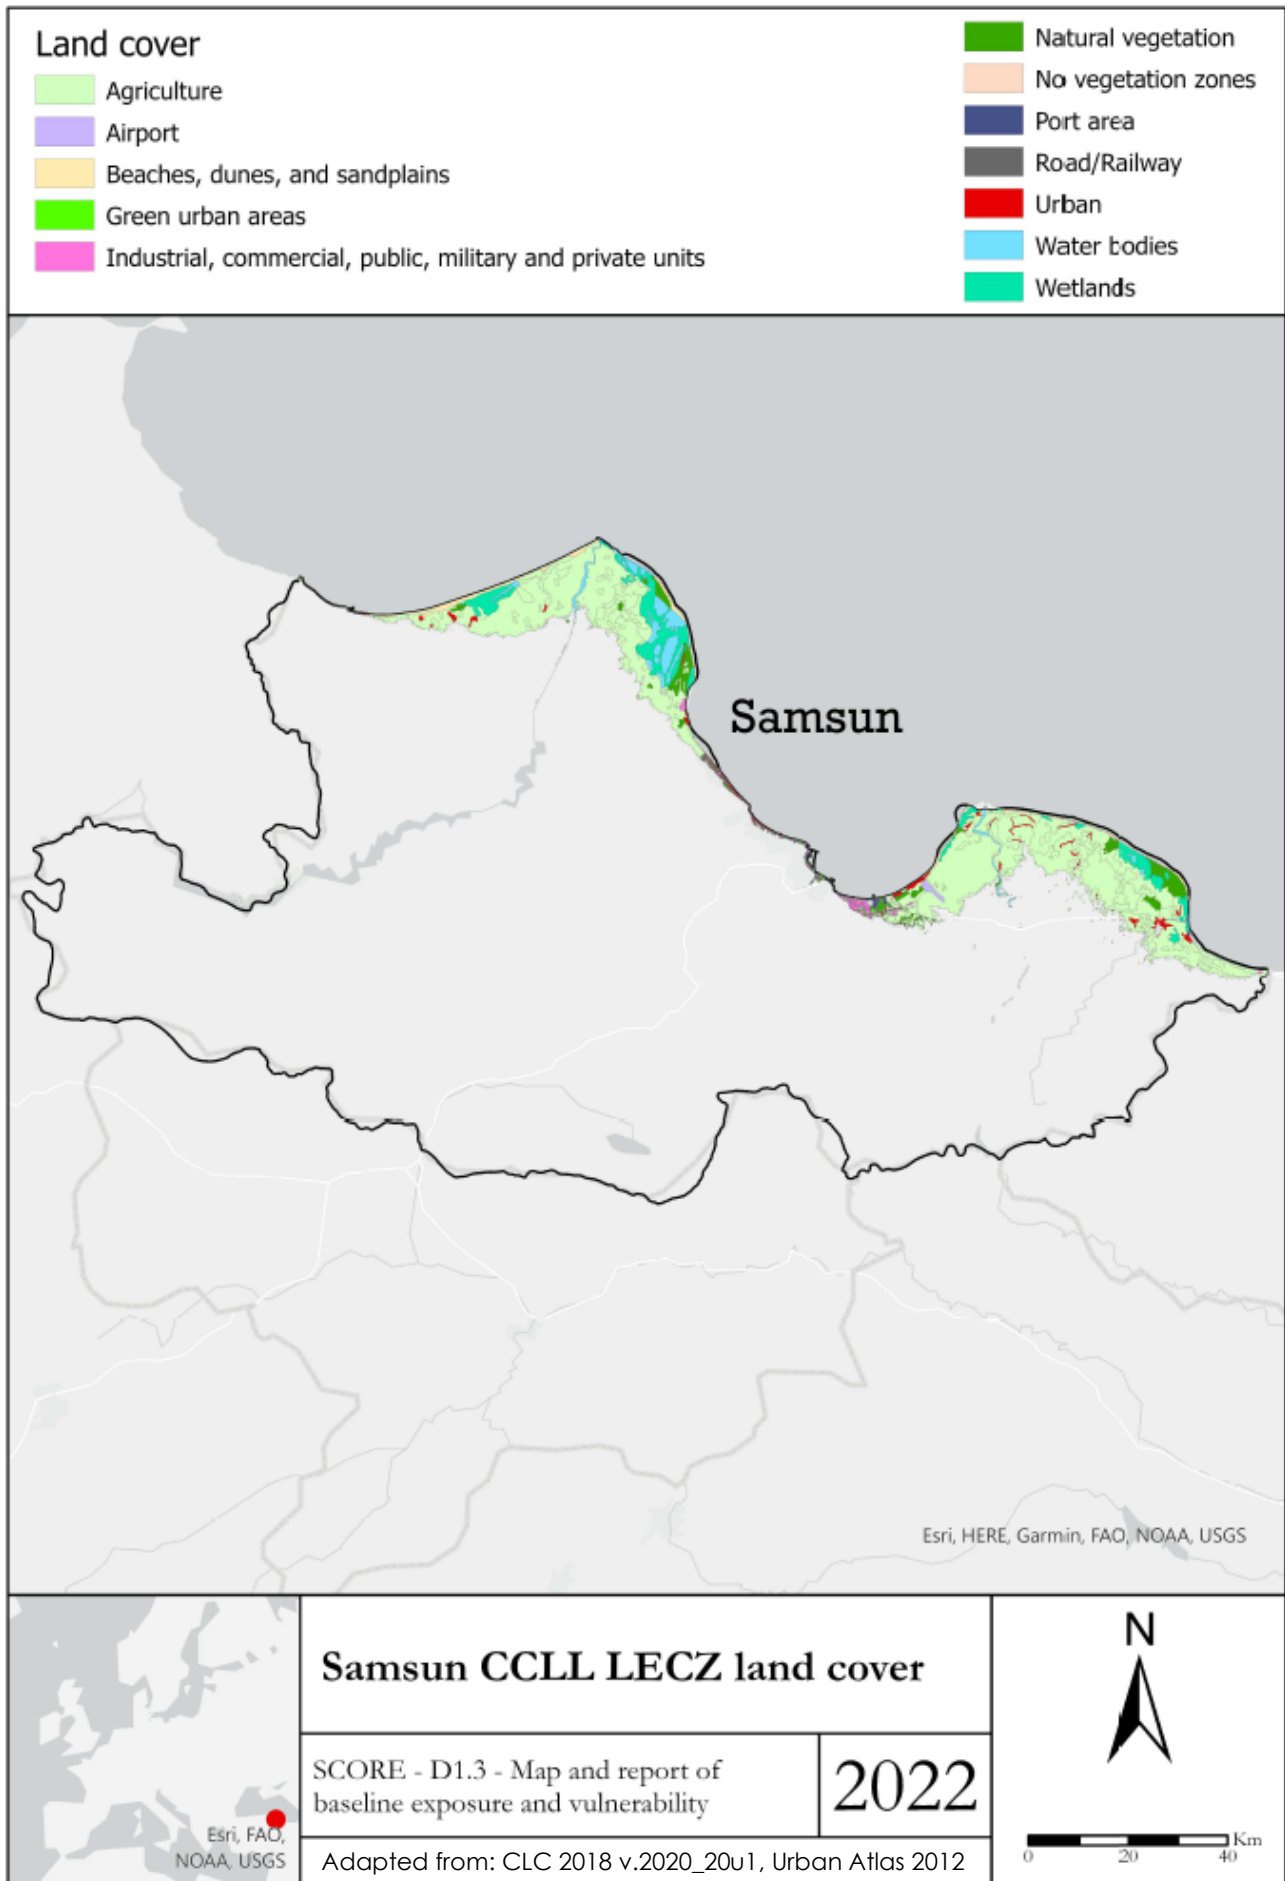 Land cover
Agriculture
Airport
Beaches, dunes, and sandplains
Green urban areas
Industrial, commercial, public, military and private units
Natural vegetation
No vegetation zones
Port area
Road/Railway
Urban
Water bodies
Wetlands
Samsun
Esri, HERE, Garmin, FAO, NOAA, USGS
Esri, FAO,
NOAA, USGS
Samsun CCLL LECZ land cover
SCORE - D1.3 - Map and report of
baseline exposure and vulnerability
2022
Adapted from: CLC 2018 v.2020_20u1, Urban Atlas 2012
N
Km
0 20 40